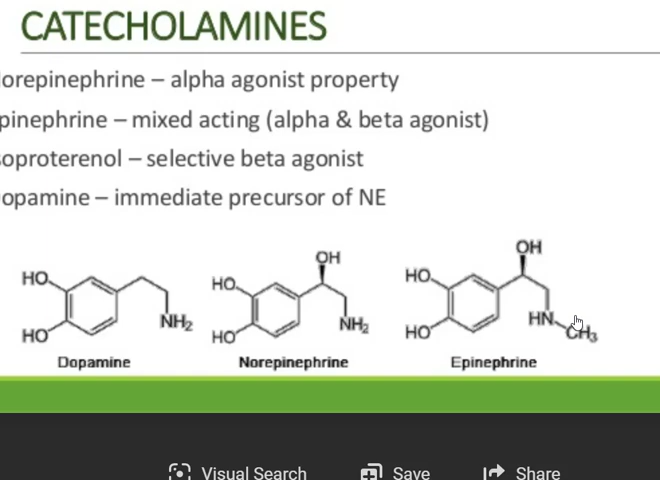 CATECHOLAMINES
orepinephrine – alpha agonist property
pinephrine – mixed acting (alpha & beta agonist)
soproterenol – selective beta agonist
opamine – immediate precursor of NE
OH
OH
HO
HO
HO
NH2
NH2
HN
CH3
HO
HO
HO
Dopamine
Norepinephrine
Epinephrine
Visual Search
Save
Share